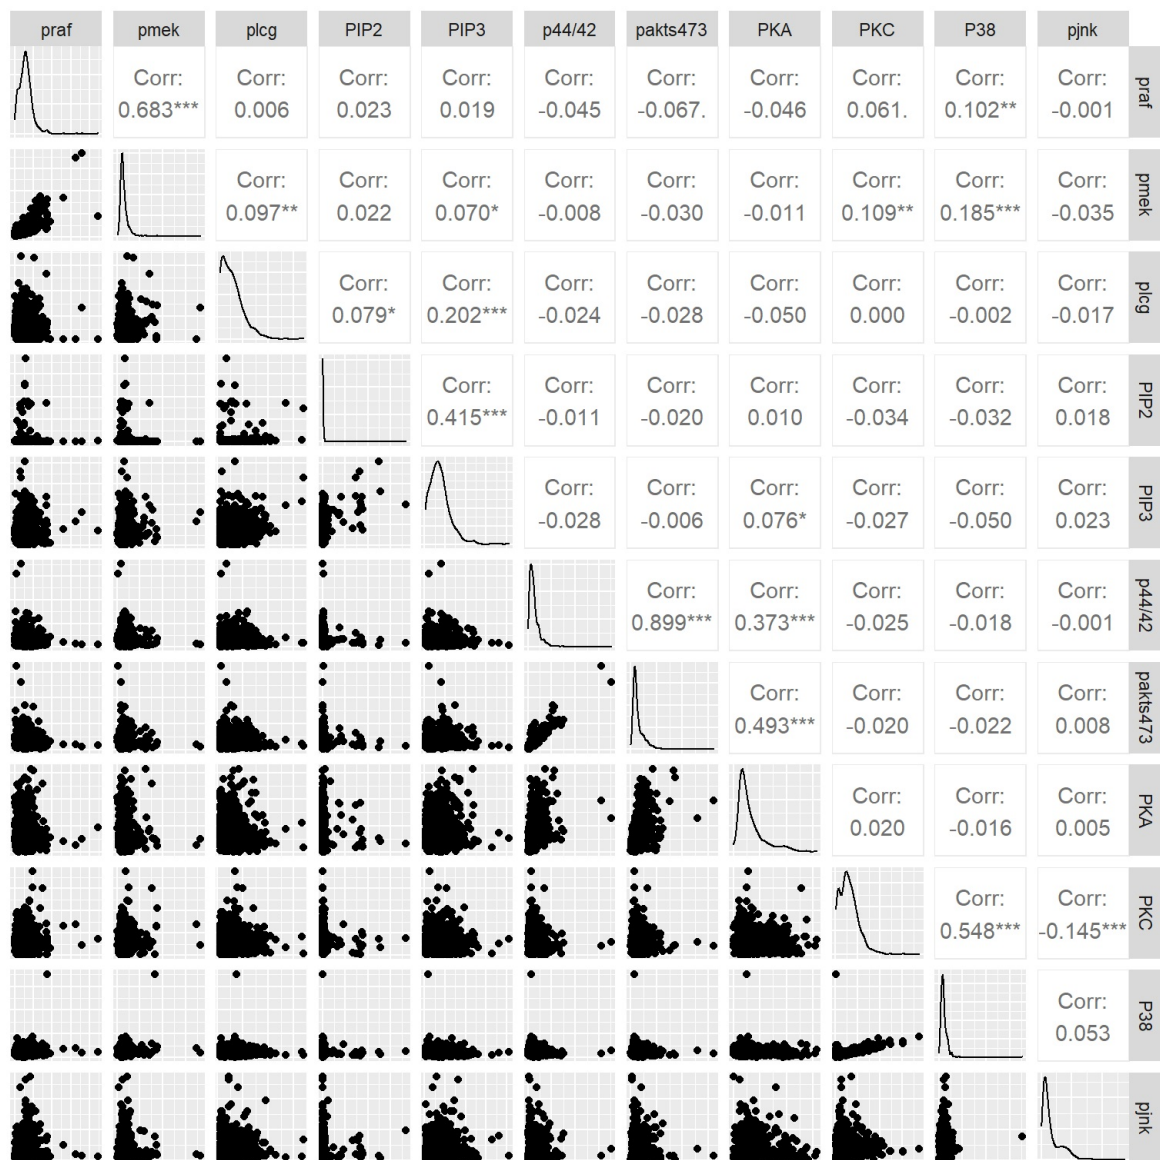 praf pmek plcg PIP2 PIP3 p44/42 pakts473 PKA PKC P38 pjnk
Corr: Corr: Corr: Corr: Corr: Corr: Corr: Corr: Corr: Corr:
0.683*** 0.006 0.023 0.019 -0.045 -0.067. -0.046 0.061. 0.102** -0.001
praf
Corr: Corr: Corr: Corr: Corr: Corr: Corr: Corr: Corr:
0.097** 0.022 0.070* -0.008 -0.030 -0.011 0.109** 0.185*** -0.035
pmek
Corr: Corr: Corr: Corr: Corr: Corr: Corr: Corr:
0.079* 0.202*** -0.024 -0.028 -0.050 0.000 -0.002 -0.017
plcg
Corr: Corr: Corr: Corr: Corr: Corr: Corr:
0.415*** -0.011 -0.020 0.010 -0.034 -0.032 0.018
PIP2
Corr: Corr: Corr: Corr: Corr: Corr:
-0.028 -0.006 0.076* -0.027 -0.050 0.023
PIP3
Corr: Corr: Corr: Corr: Corr:
0.899*** 0.373*** -0.025 -0.018 -0.001
p44/42
Corr: Corr: Corr: Corr:
0.493*** -0.020 -0.022 0.008
pakts473
Corr: Corr: Corr:
0.020 -0.016 0.005
PKA
Corr: Corr:
0.548*** -0.145***
PKC
Corr:
0.053
P38
pjnk